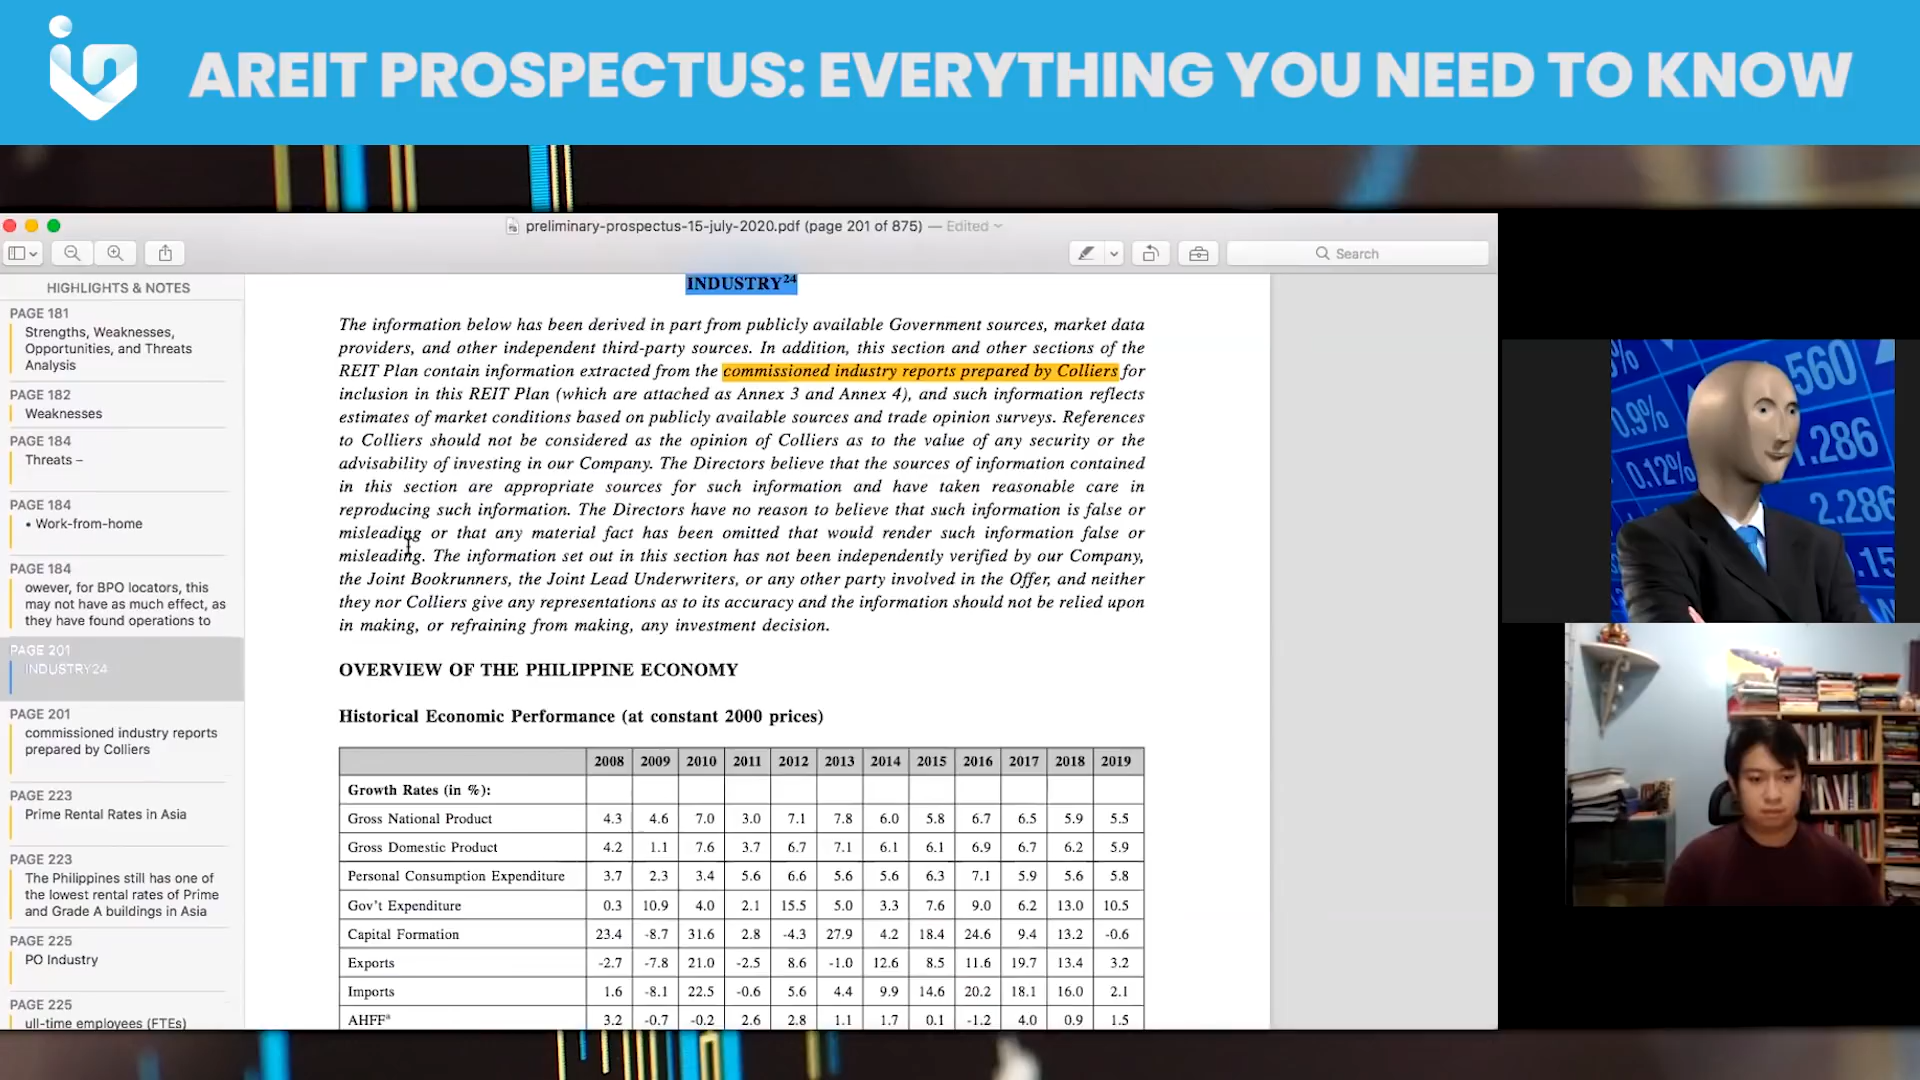 in
AREIT PROSPECTUS: EVERYTHING YOU NEED TO KNOW
preliminary-prospectus-15-july-2020.pdf (page 201 of 875) — Edited
Search
HIGHLIGHTS & NOTES
PAGE 181
Strengths, Weaknesses,
Opportunities, and Threats
Analysis
PAGE 182
Weaknesses
PAGE 184
Threats –
PAGE 184
• Work-from-home
PAGE 184
owever, for BPO locators, this
may not have as much effect, as
they have found operations to
PAGE 201
INDUSTRY24
PAGE 201
commissioned industry reports
prepared by Colliers
PAGE 223
Prime Rental Rates in Asia
PAGE 223
The Philippines still has one of
the lowest rental rates of Prime
and Grade A buildings in Asia
PAGE 225
PO Industry
PAGE 225
ull-time employees (FTEs)
INDUSTRY24
The information below has been derived in part from publicly available Government sources, market data
providers, and other independent third-party sources. In addition, this section and other sections of the
REIT Plan contain information extracted from the commissioned industry reports prepared by Colliers for
inclusion in this REIT Plan (which are attached as Annex 3 and Annex 4), and such information reflects
estimates of market conditions based on publicly available sources and trade opinion surveys. References
to Colliers should not be considered as the opinion of Colliers as to the value of any security or the
advisability of investing in our Company. The Directors believe that the sources of information contained
in this section are appropriate sources for such information and have taken reasonable care in
reproducing such information. The Directors have no reason to believe that such information is false or
misleading or that any material fact has been omitted that would render such information false or
misleading. The information set out in this section has not been independently verified by our Company,
the Joint Bookrunners, the Joint Lead Underwriters, or any other party involved in the Offer, and neither
they nor Colliers give any representations as to its accuracy and the information should not be relied upon
in making, or refraining from making, any investment decision.
OVERVIEW OF THE PHILIPPINE ECONOMY
Historical Economic Performance (at constant 2000 prices)
2008 2009 2010 2011 2012 2013 2014 2015 2016 2017 2018 2019
Growth Rates (in %):
Gross National Product 4.3 4.6 7.0 3.0 7.1 7.8 6.0 5.8 6.7 6.5 5.9 5.5
Gross Domestic Product 4.2 1.1 7.6 3.7 6.7 7.1 6.1 6.1 6.9 6.7 6.2 5.9
Personal Consumption Expenditure 3.7 2.3 3.4 5.6 6.6 5.6 5.6 6.3 7.1 5.9 5.6 5.8
Gov't Expenditure 0.3 10.9 4.0 2.1 15.5 5.0 3.3 7.6 9.0 6.2 13.0 10.5
Capital Formation 23.4 -8.7 31.6 2.8 -4.3 27.9 4.2 18.4 24.6 9.4 13.2 -0.6
Exports -2.7 -7.8 21.0 -2.5 8.6 -1.0 12.6 8.5 11.6 19.7 13.4 3.2
Imports 1.6 -8.1 22.5 -0.6 5.6 4.4 9.9 14.6 20.2 18.1 16.0 2.1
AHFFa 3.2 -0.7 -0.2 2.6 2.8 1.1 1.7 0.1 -1.2 4.0 0.9 1.5
560
0.9%
1.286
0.12%
2.286
.15